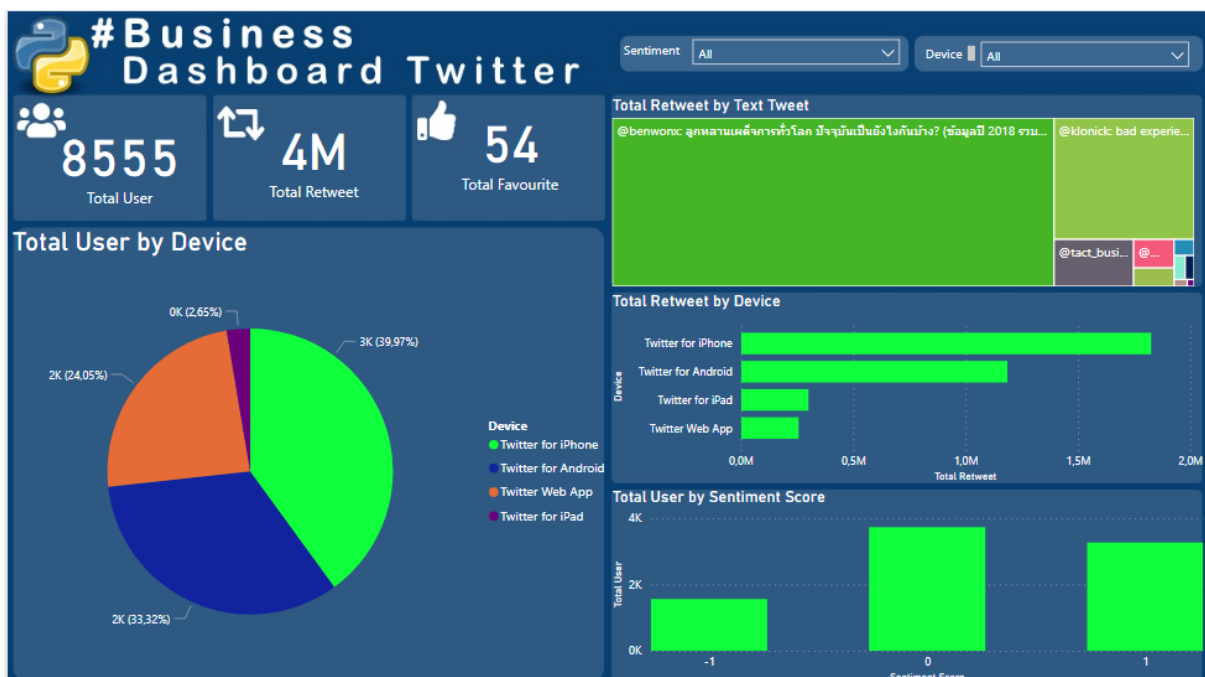 #Business
Dashboard Twitter
Sentiment
All
Device
All
8555
Total User
4M
Total Retweet
54
Total Favourite
Total Retweet by Text Tweet
@benwonx: ลูกหลานเผด็จการทั่วโลก ปัจจุบันเป็นยังไงกันบ้าง? (ข้อมูลปี 2018 รวบ...
@klonick: bad experie...
@tact_busi...
@...
Total User by Device
0K (2,65%)
3K (39,97%)
2K (24,05%)
2K (33,32%)
Device
Twitter for iPhone
Twitter for Android
Twitter Web App
Twitter for iPad
Total Retweet by Device
Device
Twitter for iPhone
Twitter for Android
Twitter for iPad
Twitter Web App
0,0M
0,5M
1,0M
1,5M
2,0M
Total Retweet
Total User by Sentiment Score
Total User
4K
2K
0K
-1
0
1
Sentiment Score